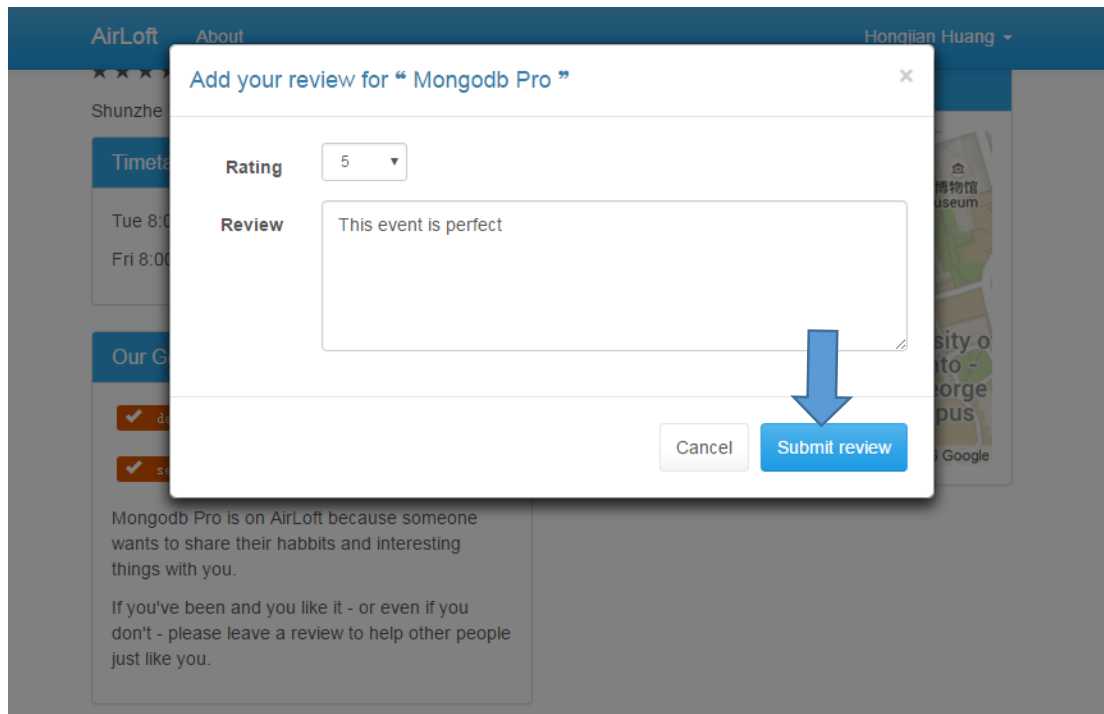 AirLoft About Hongjian Huang
Add your review for “ Mongodb Pro ” ×
Shunzhe
Rating 5
Review This event is perfect
Tue 8:0
Fri 8:00
博物馆
useum
Our G
sity o
to -
eorge
pus
Cancel Submit review
Google
Mongodb Pro is on AirLoft because someone
wants to share their habbits and interesting
things with you.
If you've been and you like it - or even if you
don't - please leave a review to help other people
just like you.